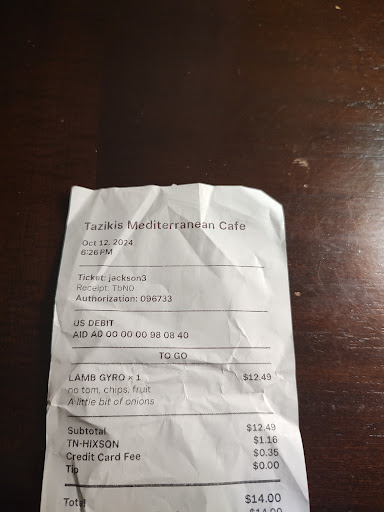 Tazikis Mediterranean Cafe
Oct 12, 2024
6:26 PM
Ticket: jackson3
Receipt: TbN0
Authorization: 096733
US DEBIT
AID A0 00 00 00 98 08 40
TO GO
LAMB GYRO × 1 $12.49
no tom, chips, fruit
A little bit of onions
Subtotal $12.49
TN-HIXSON $1.16
Credit Card Fee $0.35
Tip $0.00
Total $14.00
$14.00